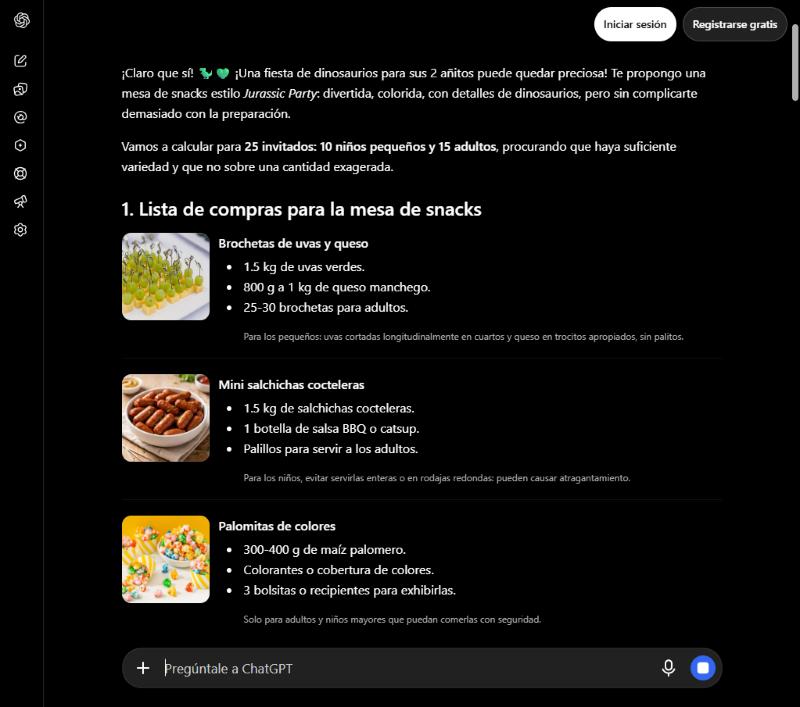 Iniciar sesión
Registrarse gratis
¡Claro que sí! 🦖💚 ¡Una fiesta de dinosaurios para sus 2 añitos puede quedar preciosa! Te propongo una
mesa de snacks estilo Jurassic Party: divertida, colorida, con detalles de dinosaurios, pero sin complicarte
demasiado con la preparación.
Vamos a calcular para 25 invitados: 10 niños pequeños y 15 adultos, procurando que haya suficiente
variedad y que no sobre una cantidad exagerada.
1. Lista de compras para la mesa de snacks
Brochetas de uvas y queso
• 1.5 kg de uvas verdes.
• 800 g a 1 kg de queso manchego.
• 25-30 brochetas para adultos.
Para los pequeños: uvas cortadas longitudinalmente en cuartos y queso en trocitos apropiados, sin palitos.
Mini salchichas cocteleras
• 1.5 kg de salchichas cocteleras.
• 1 botella de salsa BBQ o catsup.
• Palillos para servir a los adultos.
Para los niños, evitar servirlas enteras o en rodajas redondas: pueden causar atragantamiento.
Palomitas de colores
• 300-400 g de maíz palomero.
• Colorantes o cobertura de colores.
• 3 bolsitas o recipientes para exhibirlas.
Solo para adultos y niños mayores que puedan comerlas con seguridad.
Pregúntale a ChatGPT